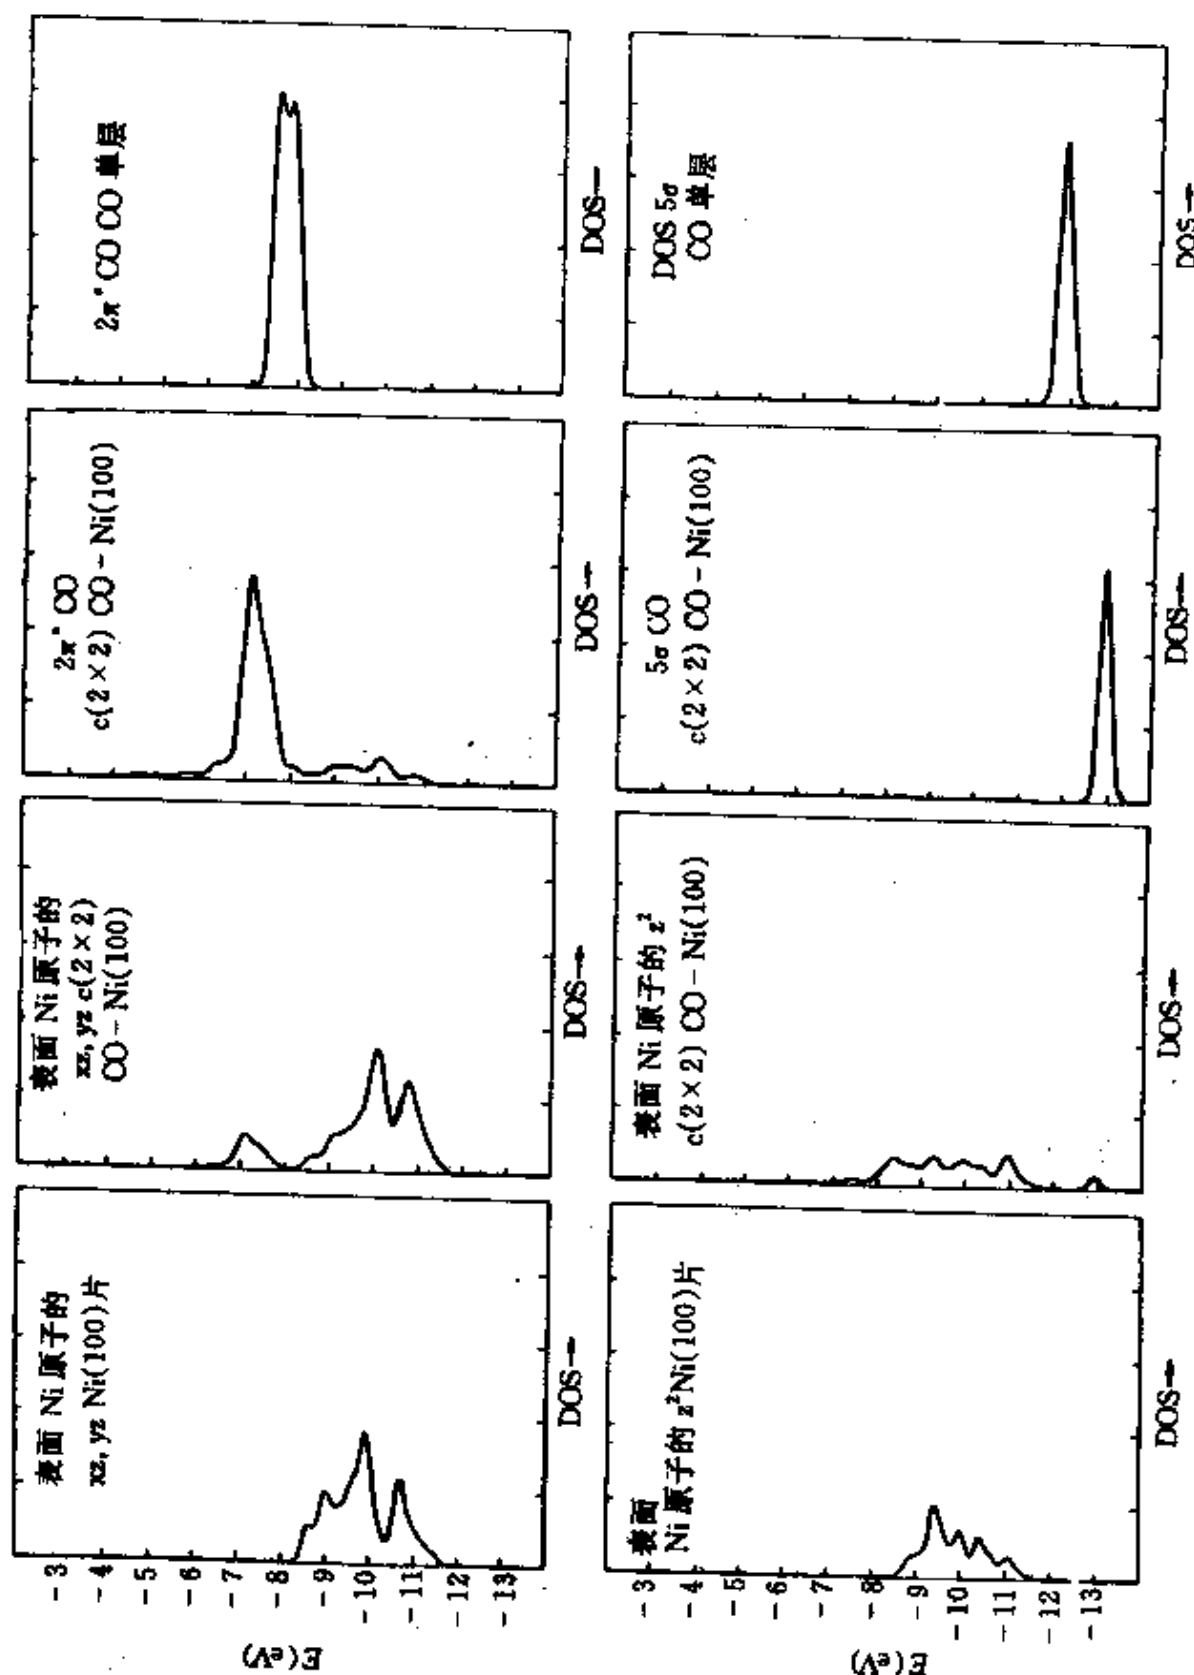 2π* CO CO 单层
DOS—
2π* CO
c(2×2) CO-Ni(100)
DOS→
表面 Ni 原子的
xz, yz c(2×2)
CO-Ni(100)
DOS→
表面 Ni 原子的
xz, yz Ni(100)片
DOS→
-3
-4
-5
-6
-7
-8
-9
-10
-11
-12
-13
E(eV)
DOS 5σ
CO 单层
DOS→
5σ CO
c(2×2) CO-Ni(100)
DOS→
表面 Ni 原子的 z²
c(2×2) CO-Ni(100)
DOS→
表面
Ni 原子的 z²Ni(100)片
DOS→
-3
-4
-5
-6
-7
-8
-9
-10
-11
-12
-13
E(eV)